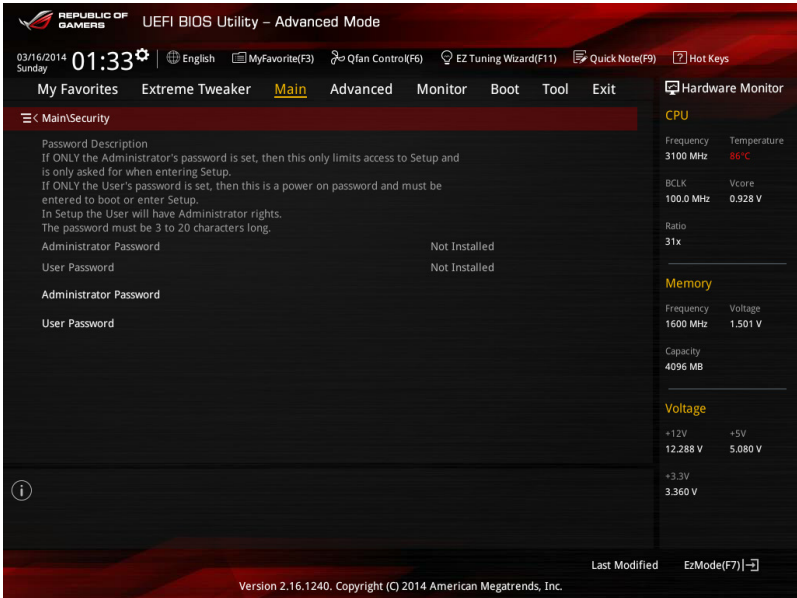 REPUBLIC OF
GAMERS
UEFI BIOS Utility – Advanced Mode
03/16/2014
Sunday
01:33
English
MyFavorite(F3)
Qfan Control(F6)
EZ Tuning Wizard(F11)
Quick Note(F9)
? Hot Keys
My Favorites
Extreme Tweaker
Main
Advanced
Monitor
Boot
Tool
Exit
Main\Security
Password Description
If ONLY the Administrator's password is set, then this only limits access to Setup and
is only asked for when entering Setup.
If ONLY the User's password is set, then this is a power on password and must be
entered to boot or enter Setup.
In Setup the User will have Administrator rights.
The password must be 3 to 20 characters long.
Administrator Password Not Installed
User Password Not Installed
Administrator Password
User Password
Hardware Monitor
CPU
Frequency Temperature
3100 MHz 86°C
BCLK Vcore
100.0 MHz 0.928 V
Ratio
31x
Memory
Frequency Voltage
1600 MHz 1.501 V
Capacity
4096 MB
Voltage
+12V +5V
12.288 V 5.080 V
+3.3V
3.360 V
i
Last Modified
EzMode(F7)
Version 2.16.1240. Copyright (C) 2014 American Megatrends, Inc.